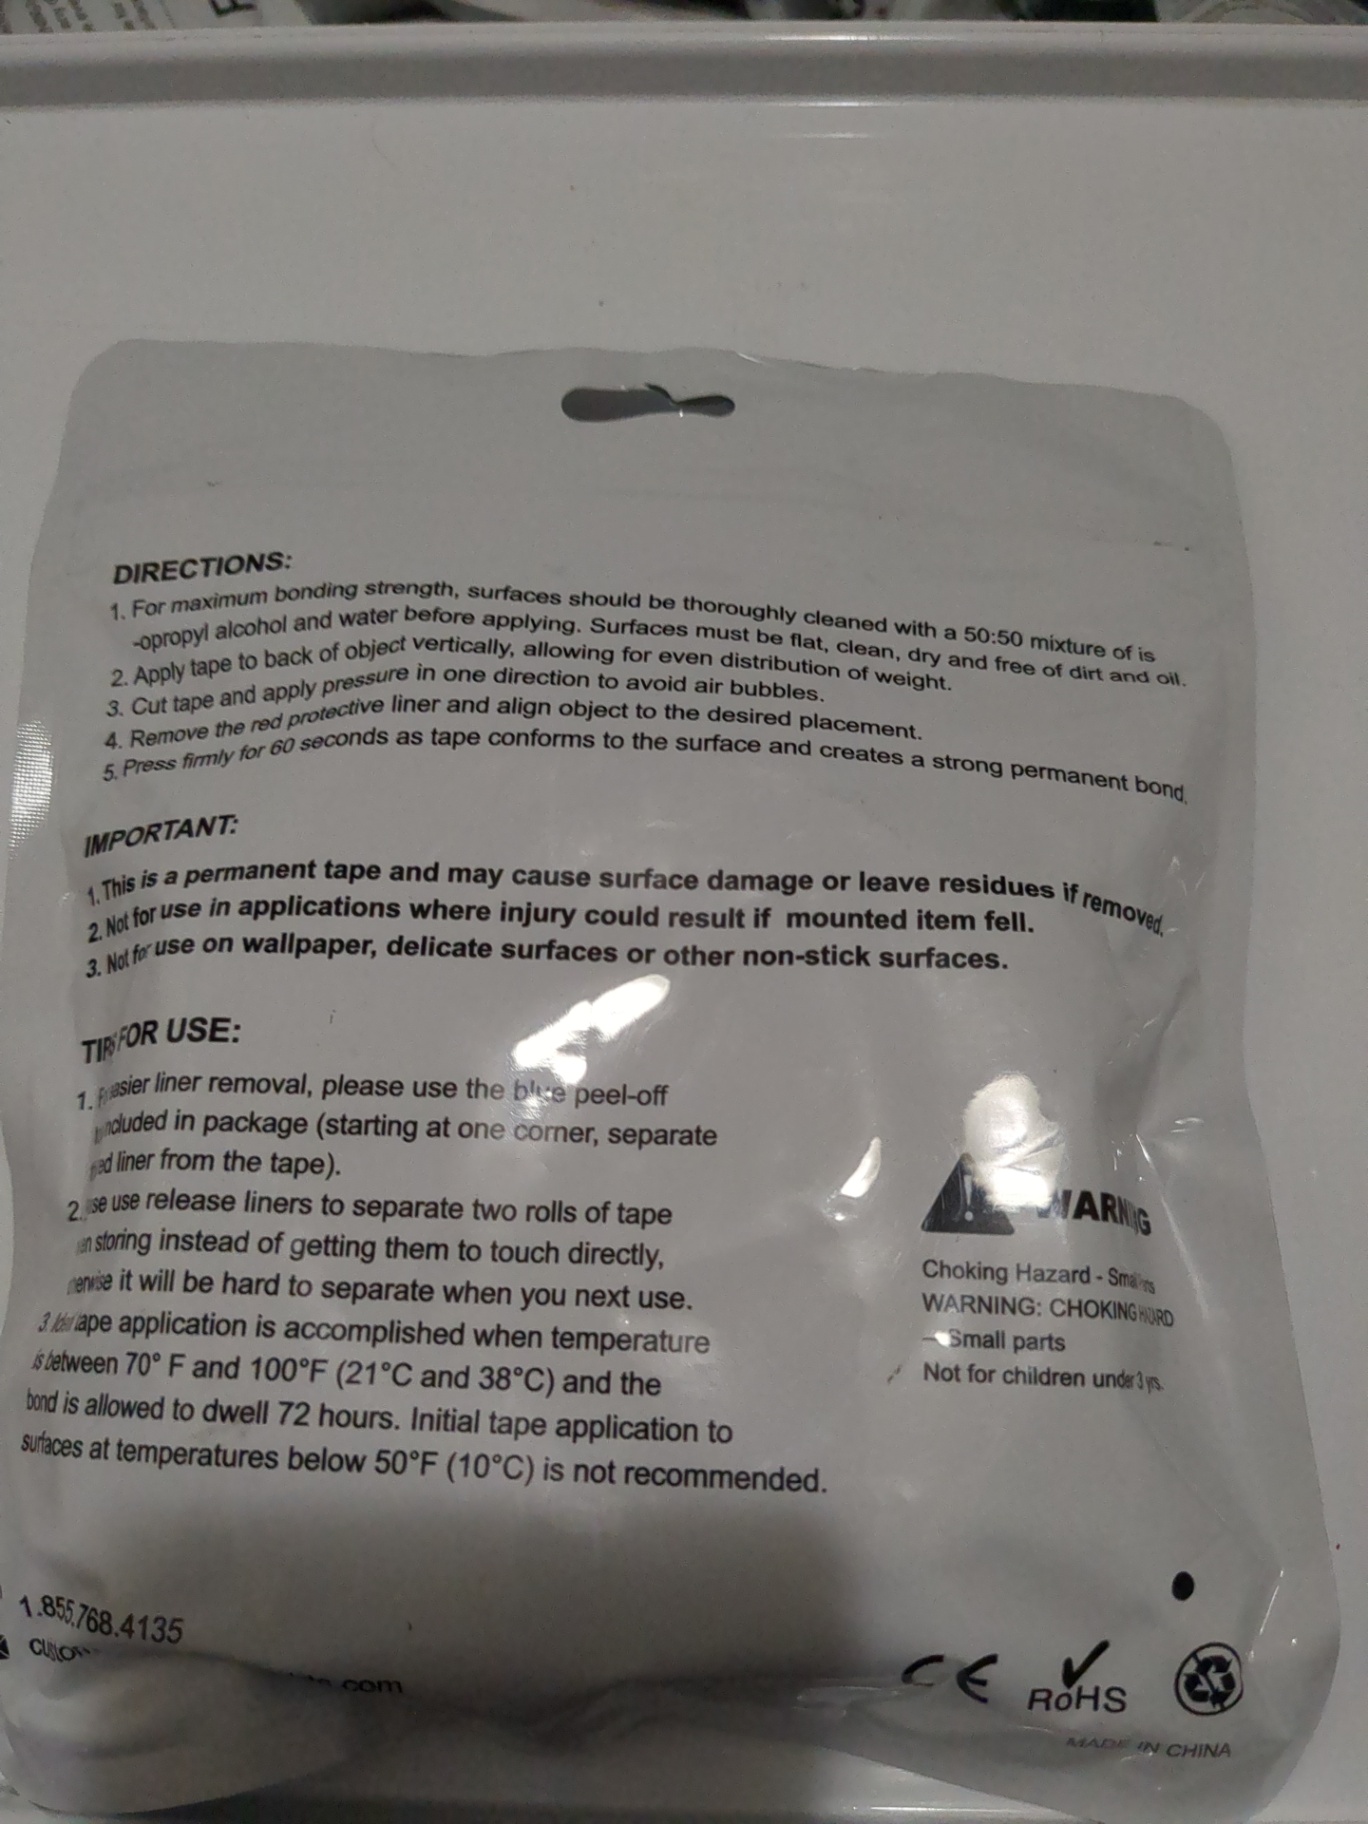 DIRECTIONS:
1. For maximum bonding strength, surfaces should be thoroughly cleaned with a 50:50 mixture of is
-opropyl alcohol and water before applying. Surfaces must be flat, clean, dry and free of dirt and oil.
2. Apply tape to back of object vertically, allowing for even distribution of weight.
3. Cut tape and apply pressure in one direction to avoid air bubbles.
4. Remove the red protective liner and align object to the desired placement.
5. Press firmly for 60 seconds as tape conforms to the surface and creates a strong permanent bond.
IMPORTANT:
1. This is a permanent tape and may cause surface damage or leave residues if removed.
2. Not for use in applications where injury could result if mounted item fell.
3. Not for use on wallpaper, delicate surfaces or other non-stick surfaces.
TIPS FOR USE:
1. easier liner removal, please use the blue peel-off
included in package (starting at one corner, separate
liner from the tape).
2. use release liners to separate two rolls of tape
storing instead of getting them to touch directly,
it will be hard to separate when you next use.
3. Ideal tape application is accomplished when temperature
is between 70° F and 100°F (21°C and 38°C) and the
bond is allowed to dwell 72 hours. Initial tape application to
surfaces at temperatures below 50°F (10°C) is not recommended.
WARNING
Choking Hazard - Small
WARNING: CHOKING
Small parts
Not for children under 3 yrs.
1.855.768.4135
.com
CE
RoHS
MADE IN CHINA